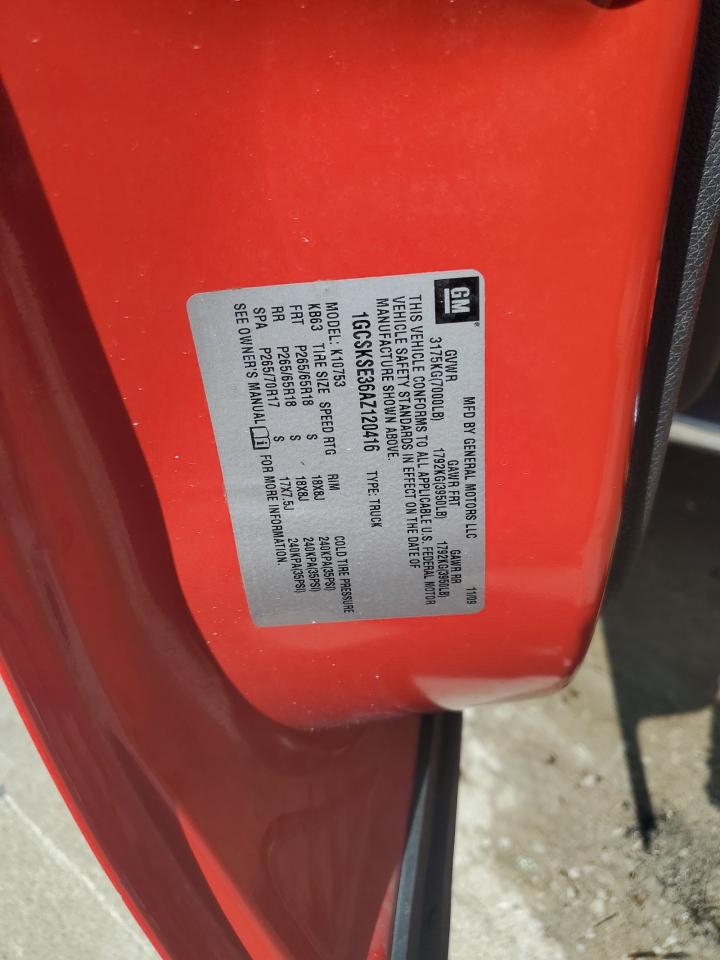 GM® MFD BY GENERAL MOTORS LLC 11/09
GVWR GAWR FRT GAWR RR
3175KG(7000LB) 1792KG(3950LB) 1792KG(3950LB)
THIS VEHICLE CONFORMS TO ALL APPLICABLE U.S. FEDERAL MOTOR
VEHICLE SAFETY STANDARDS IN EFFECT ON THE DATE OF
MANUFACTURE SHOWN ABOVE.
1GCSKSE36AZ120416 TYPE: TRUCK
MODEL: K10753
KB63 TIRE SIZE SPEED RTG RIM COLD TIRE PRESSURE
FRT P265/65R18 S 18X8J 240KPA(35PSI)
RR P265/65R18 S 18X8J 240KPA(35PSI)
SPA P265/70R17 S 17X7.5J 240KPA(35PSI)
SEE OWNER'S MANUAL FOR MORE INFORMATION.